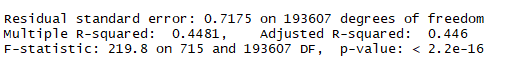 Residual standard error: 0.7175 on 193607 degrees of freedom
Multiple R-squared:  0.4481,    Adjusted R-squared:  0.446
F-statistic: 219.8 on 715 and 193607 DF,  p-value: < 2.2e-16